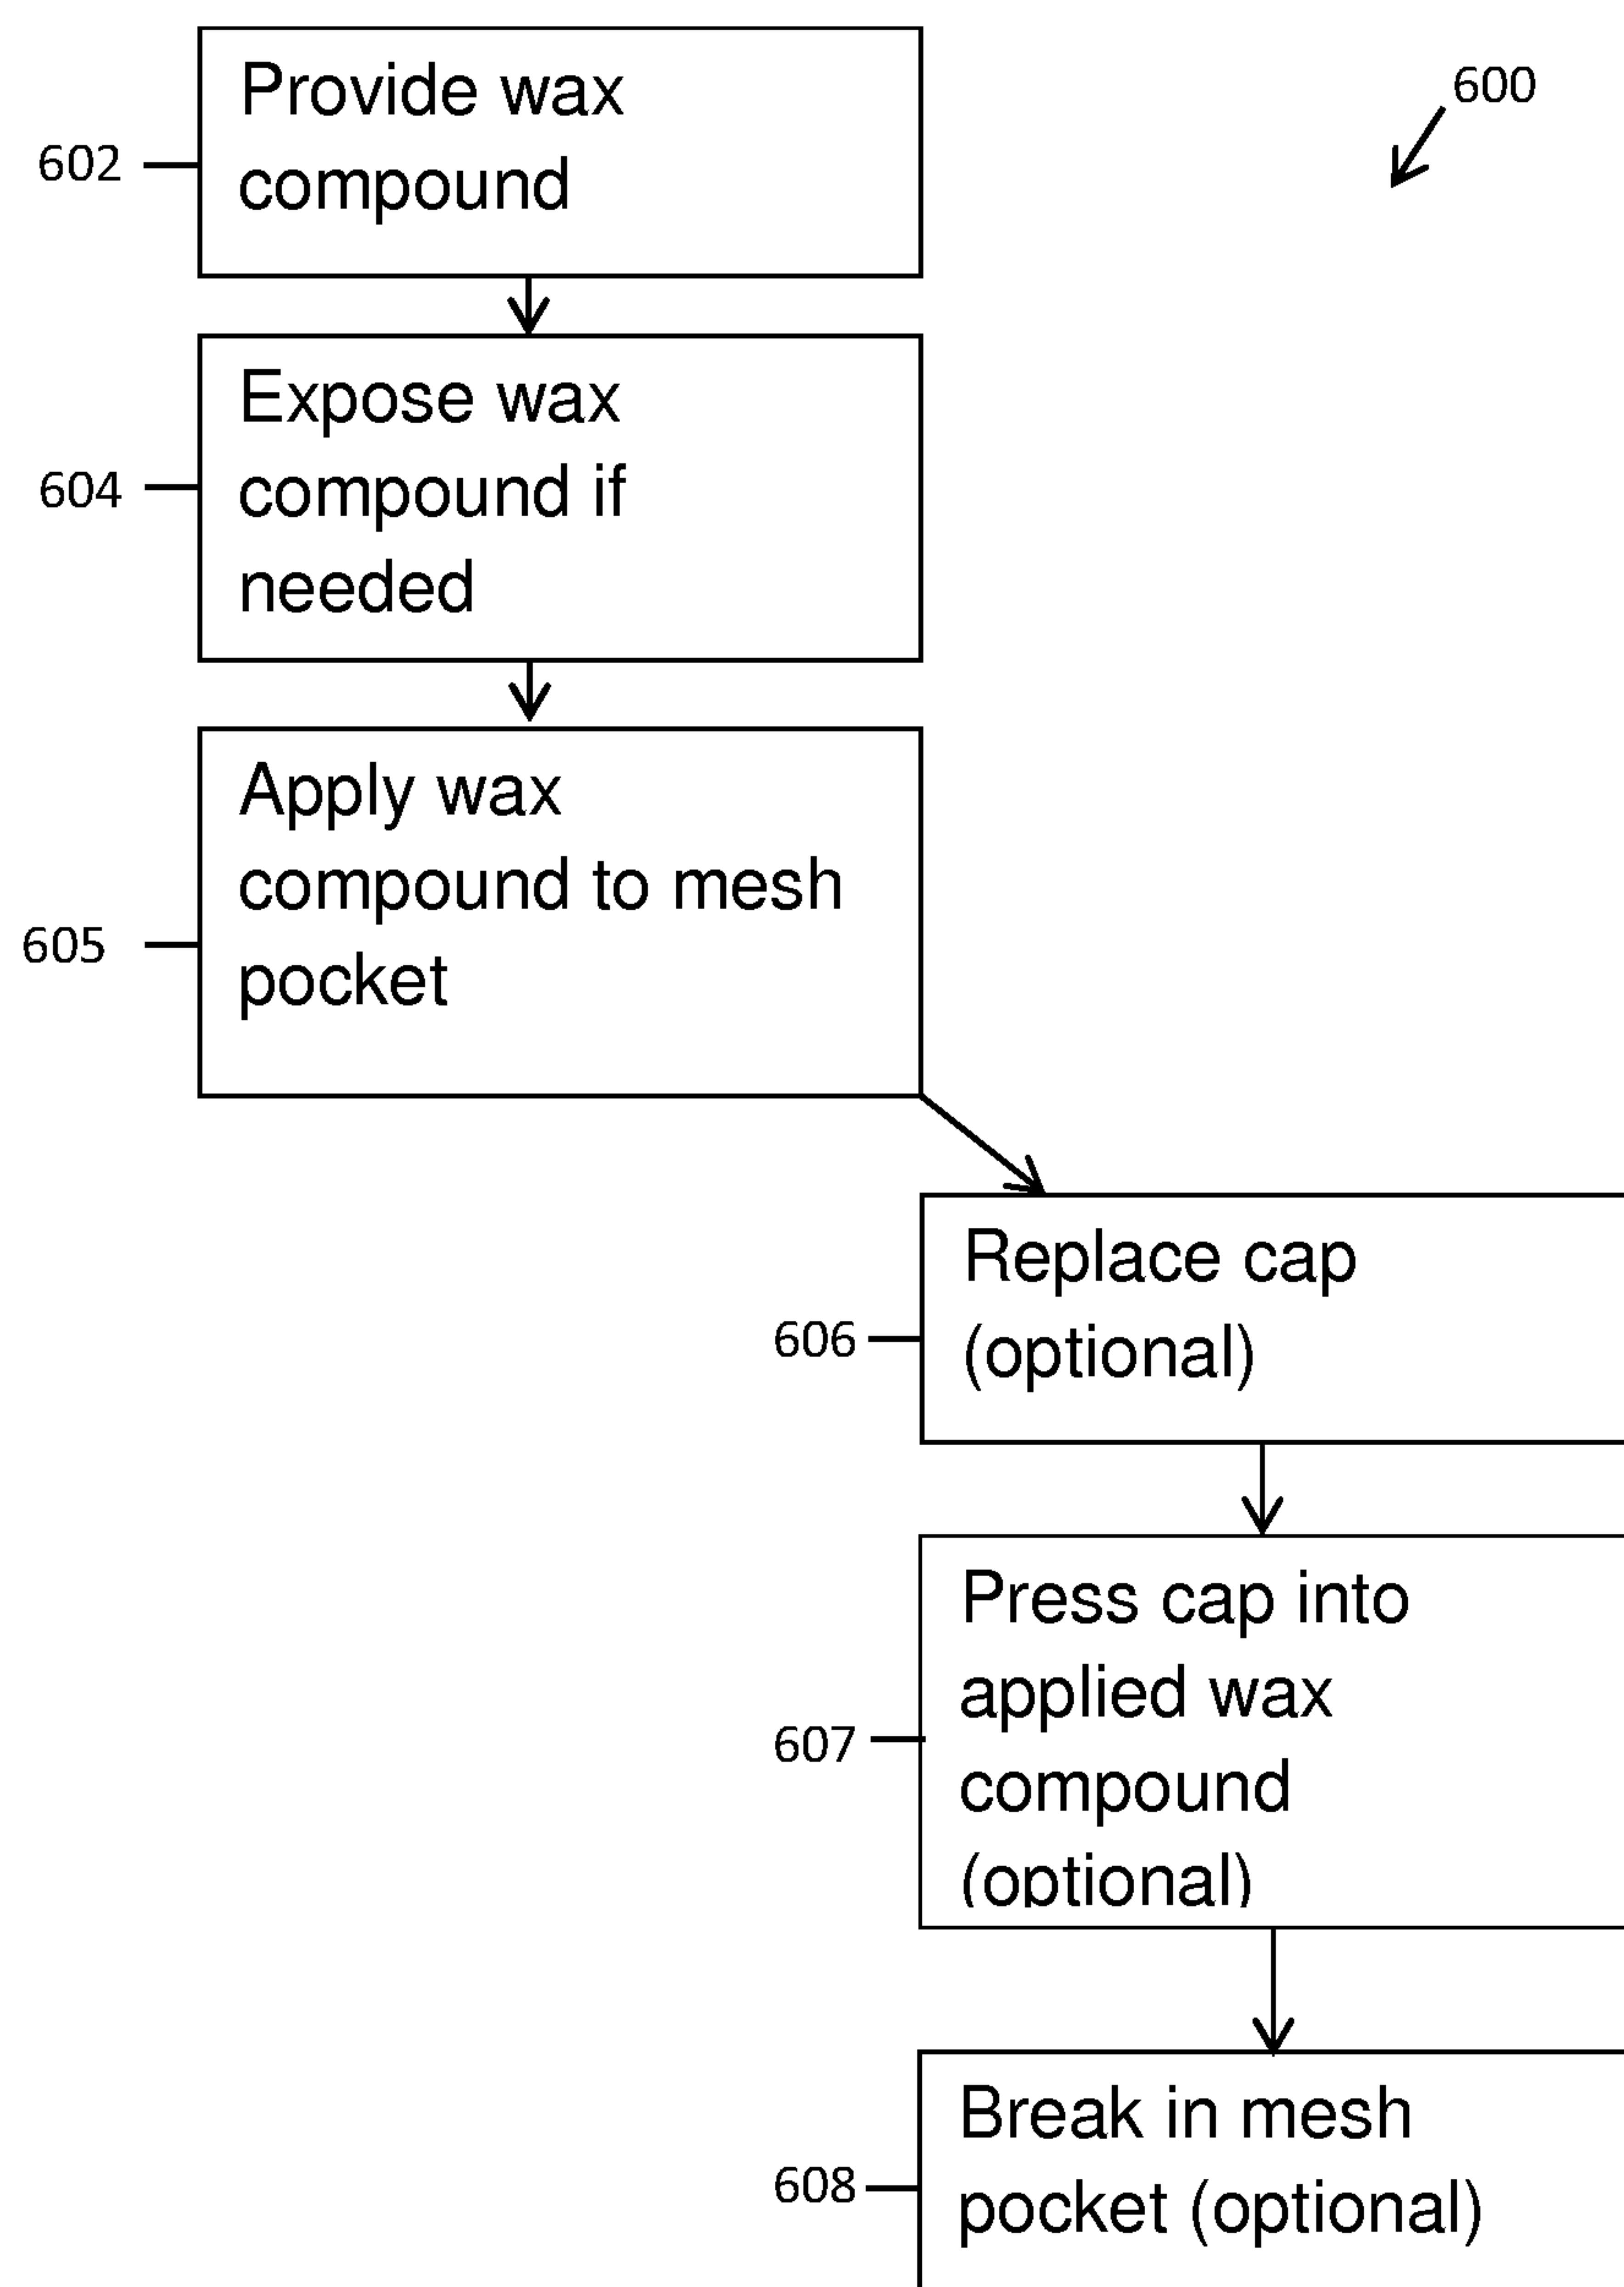 600
Provide wax
compound
602
Expose wax
compound if
needed
604
Apply wax
compound to mesh
pocket
605
Replace cap
(optional)
606
Press cap into
applied wax
compound
(optional)
607
Break in mesh
pocket (optional)
608